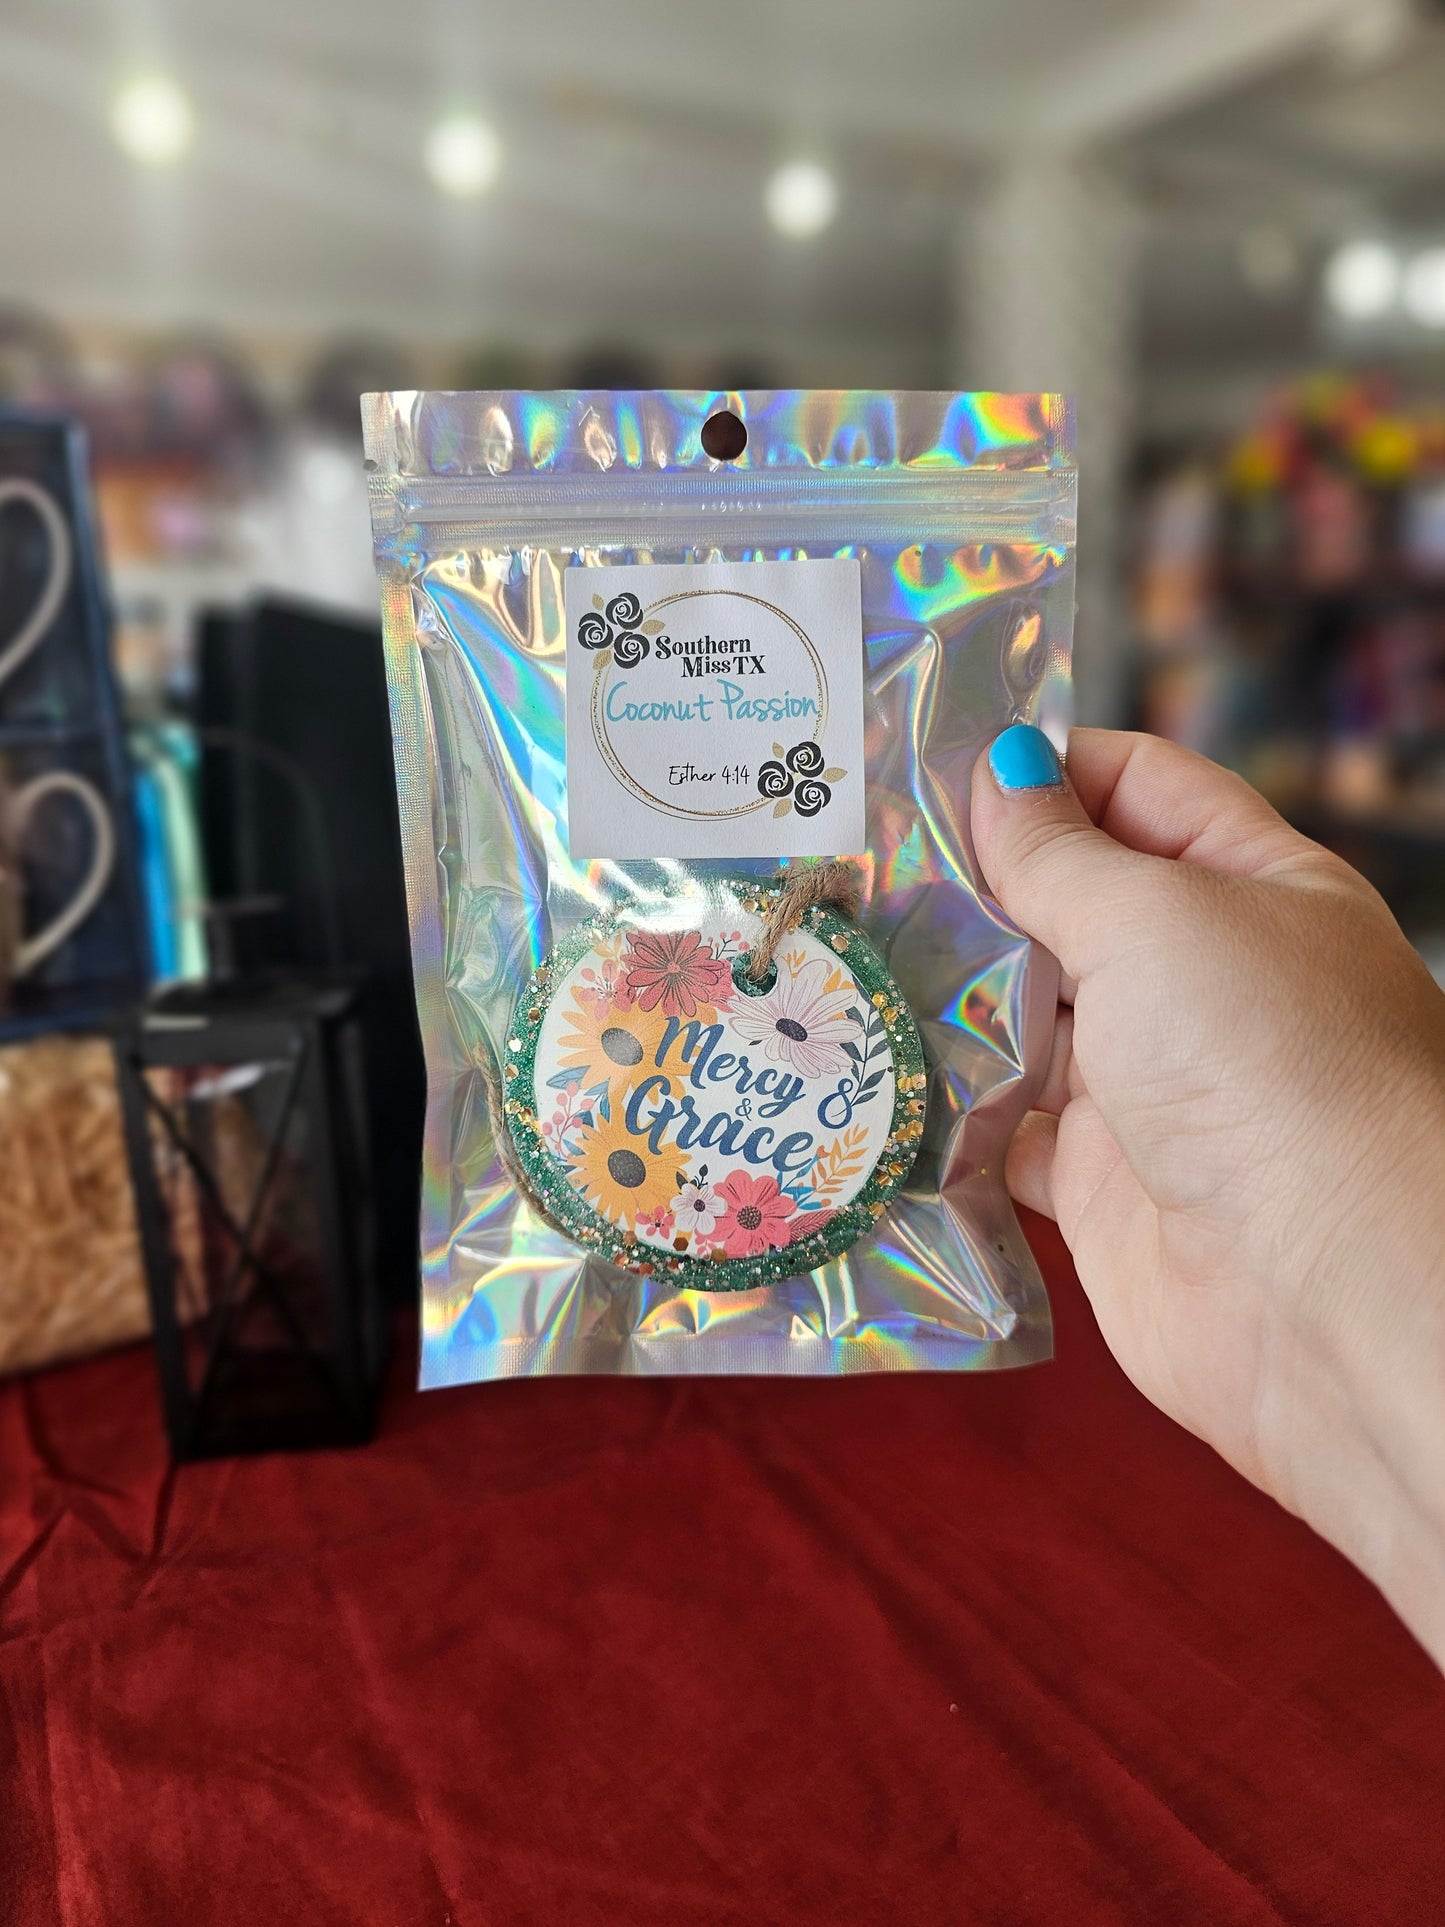 Southern
Miss TX
Coconut Passion
Esther 4:14
Mercy &
&
Grace